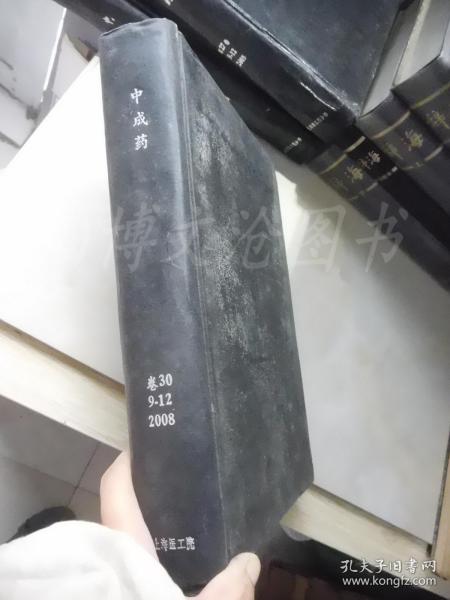 中成药
卷30
9-12
2008
上海医工院
博文沧图书
孔夫子旧书网
www.kongfz.com